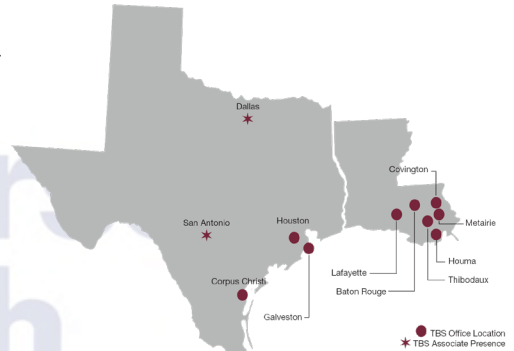 Dallas
Covington
San Antonio
Houston
Metairie
Houma
Lafayette
Thibodaux
Corpus Christi
Baton Rouge
Galveston
TBS Office Location
TBS Associate Presence